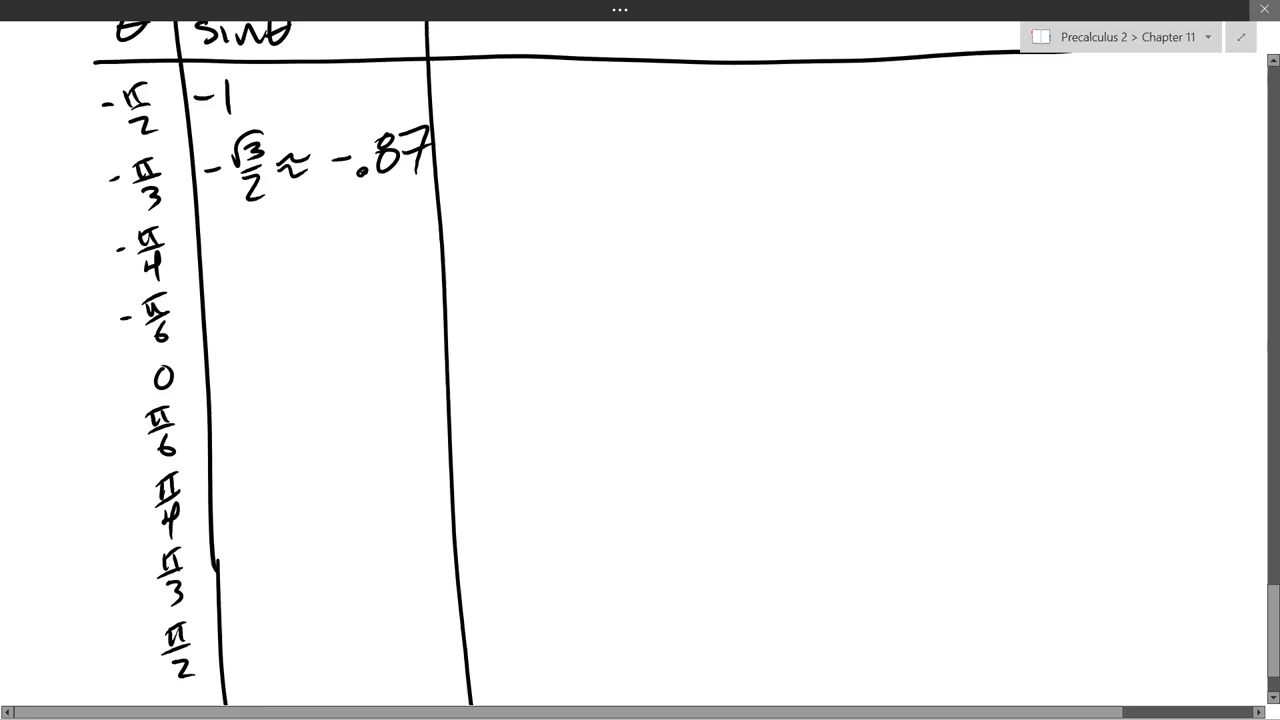 Precalculus 2 > Chapter 11
θ sinθ
-π/2 -1
-π/3 -√3/2 ≈ -.87
-π/4
-π/6
0
π/6
π/4
π/3
π/2